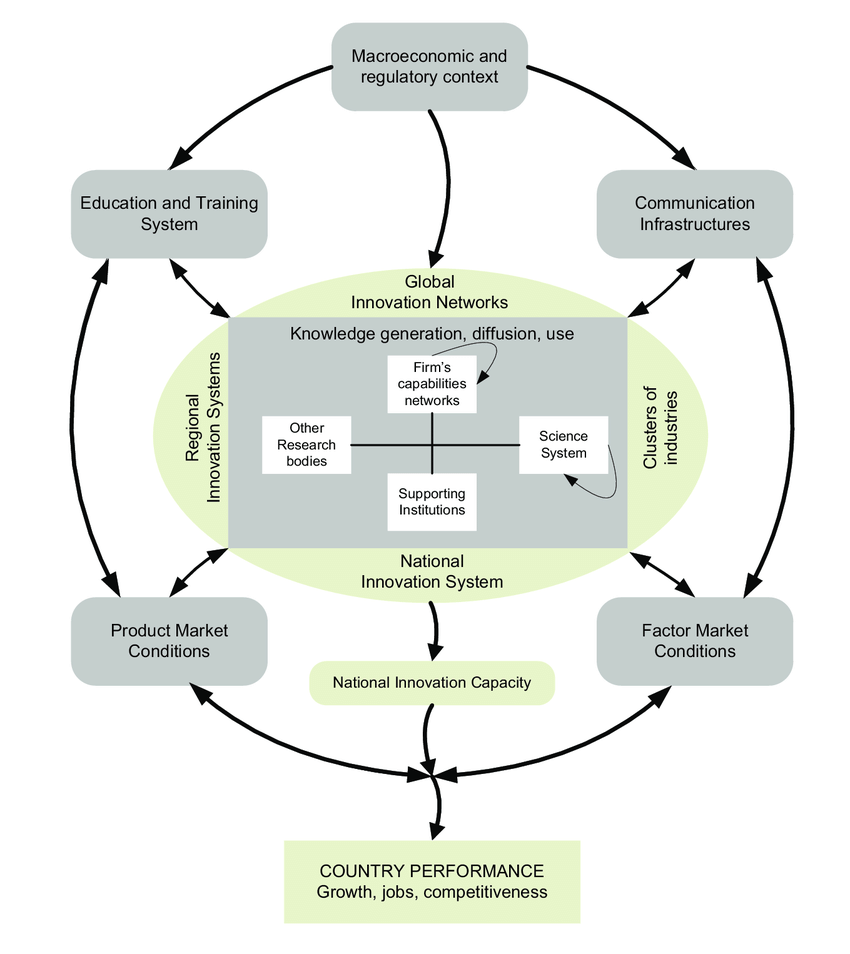 Macroeconomic and
regulatory context
Education and Training
System
Communication
Infrastructures
Global
Innovation Networks
Knowledge generation, diffusion, use
Firm's
capabilities
networks
Regional
Innovation Systems
Other
Research
bodies
Science
System
Clusters of
industries
Supporting
Institutions
National
Innovation System
Product Market
Conditions
Factor Market
Conditions
National Innovation Capacity
COUNTRY PERFORMANCE
Growth, jobs, competitiveness